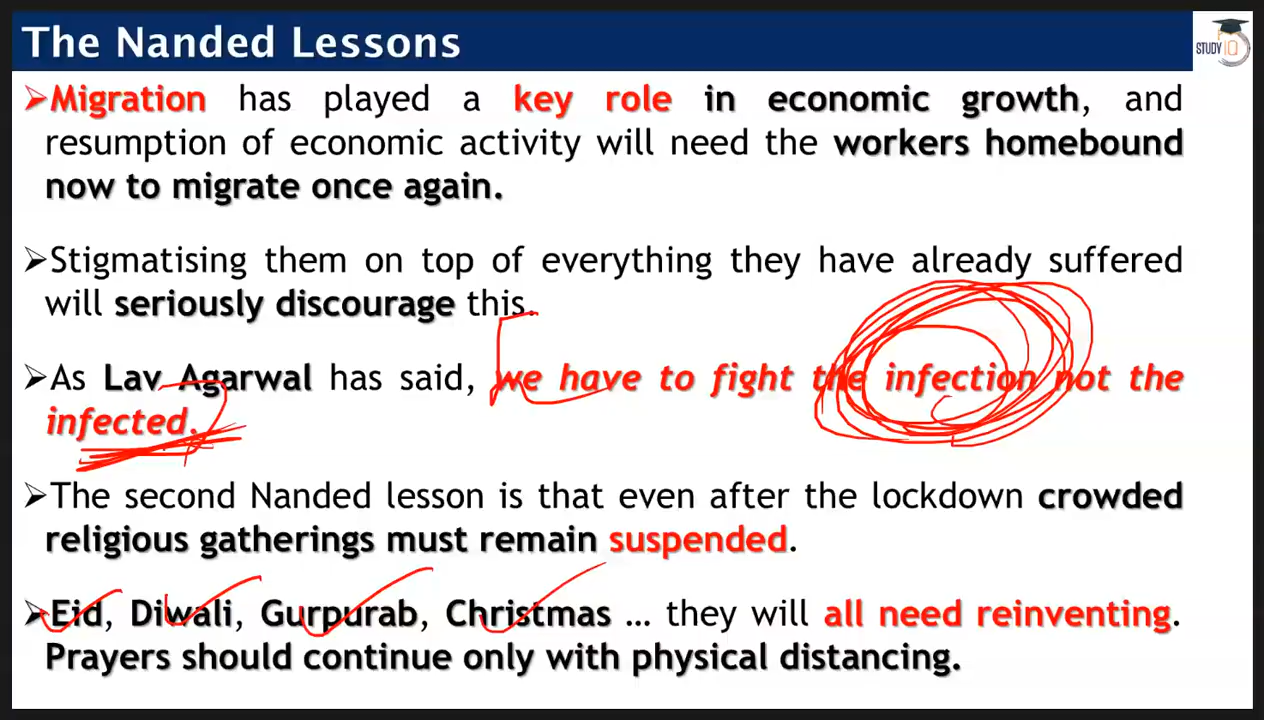 The Nanded Lessons
STUDY IQ
➢Migration has played a key role in economic growth, and
resumption of economic activity will need the workers homebound
now to migrate once again.
➢Stigmatising them on top of everything they have already suffered
will seriously discourage this.
➢As Lav Agarwal has said, we have to fight the infection not the
infected.
➢The second Nanded lesson is that even after the lockdown crowded
religious gatherings must remain suspended.
➢Eid, Diwali, Gurpurab, Christmas … they will all need reinventing.
Prayers should continue only with physical distancing.